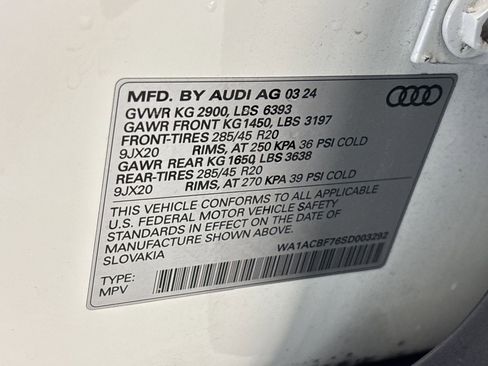 MFD. BY AUDI AG 03 24
GVWR KG 2900, LBS 6393
GAWR FRONT KG 1450, LBS 3197
FRONT-TIRES 285/45 R20
9JX20 RIMS, AT 250 KPA 36 PSI COLD
GAWR REAR KG 1650, LBS 3638
REAR-TIRES 285/45 R20
9JX20 RIMS, AT 270 KPA 39 PSI COLD
THIS VEHICLE CONFORMS TO ALL APPLICABLE
U.S. FEDERAL MOTOR VEHICLE SAFETY
STANDARDS IN EFFECT ON THE DATE OF
MANUFACTURE SHOWN ABOVE.
SLOVAKIA
WA1ACBF76SD003292
TYPE:
MPV